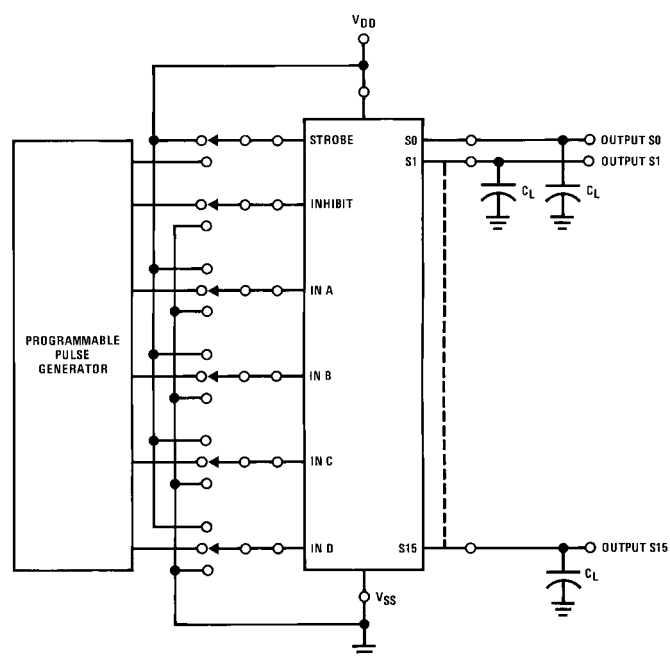 VDD
STROBE
S0
OUTPUT S0
S1
OUTPUT S1
CL
CL
INHIBIT
IN A
PROGRAMMABLE
PULSE
GENERATOR
IN B
IN C
IN D
S15
OUTPUT S15
CL
VSS